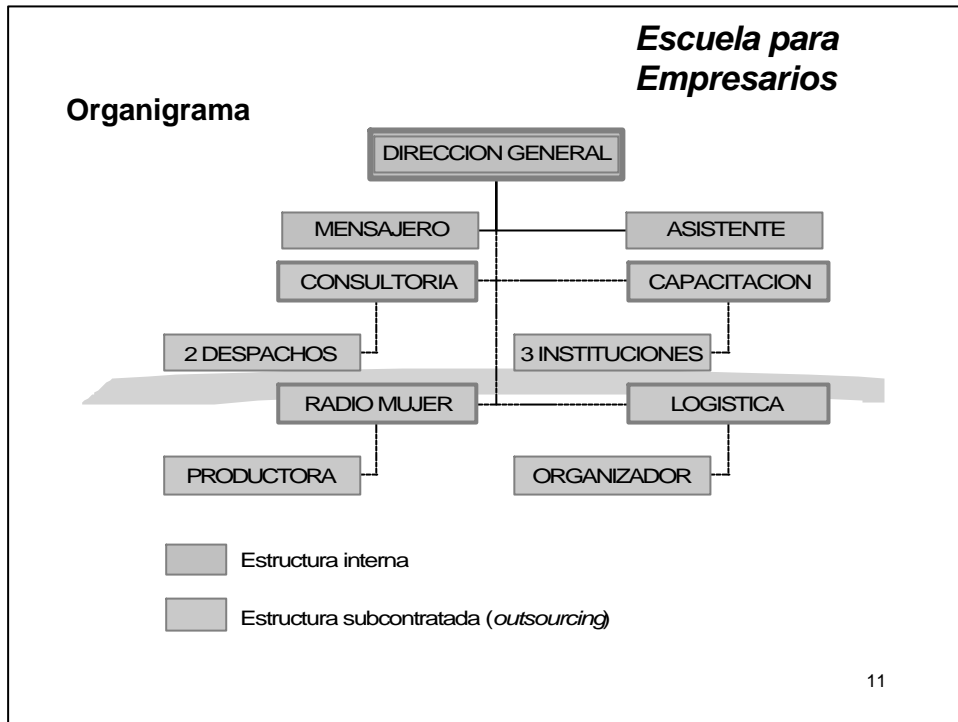 Escuela para
Empresarios
Organigrama
DIRECCION GENERAL
MENSAJERO
ASISTENTE
CONSULTORIA
CAPACITACION
2 DESPACHOS
3 INSTITUCIONES
RADIO MUJER
LOGISTICA
PRODUCTORA
ORGANIZADOR
Estructura interna
Estructura subcontratada (outsourcing)
11